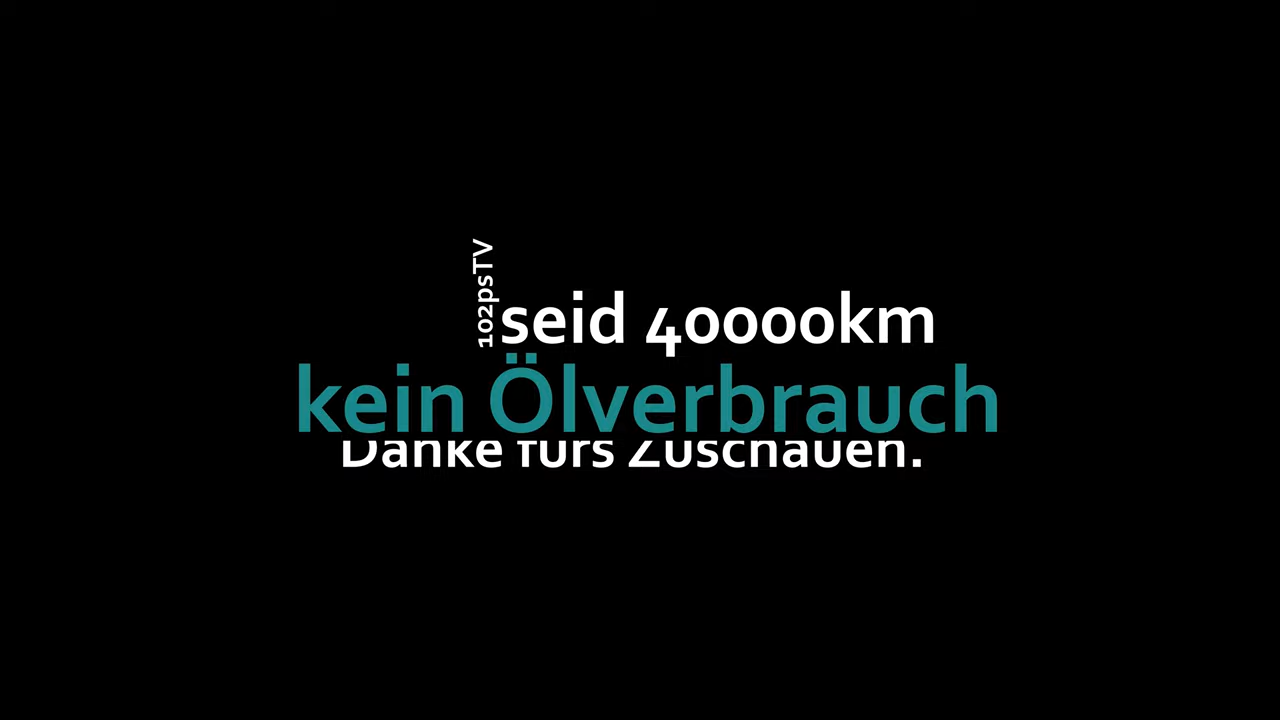 102psTV
seid 40000km
kein Ölverbrauch
Danke fürs Zuschauen.